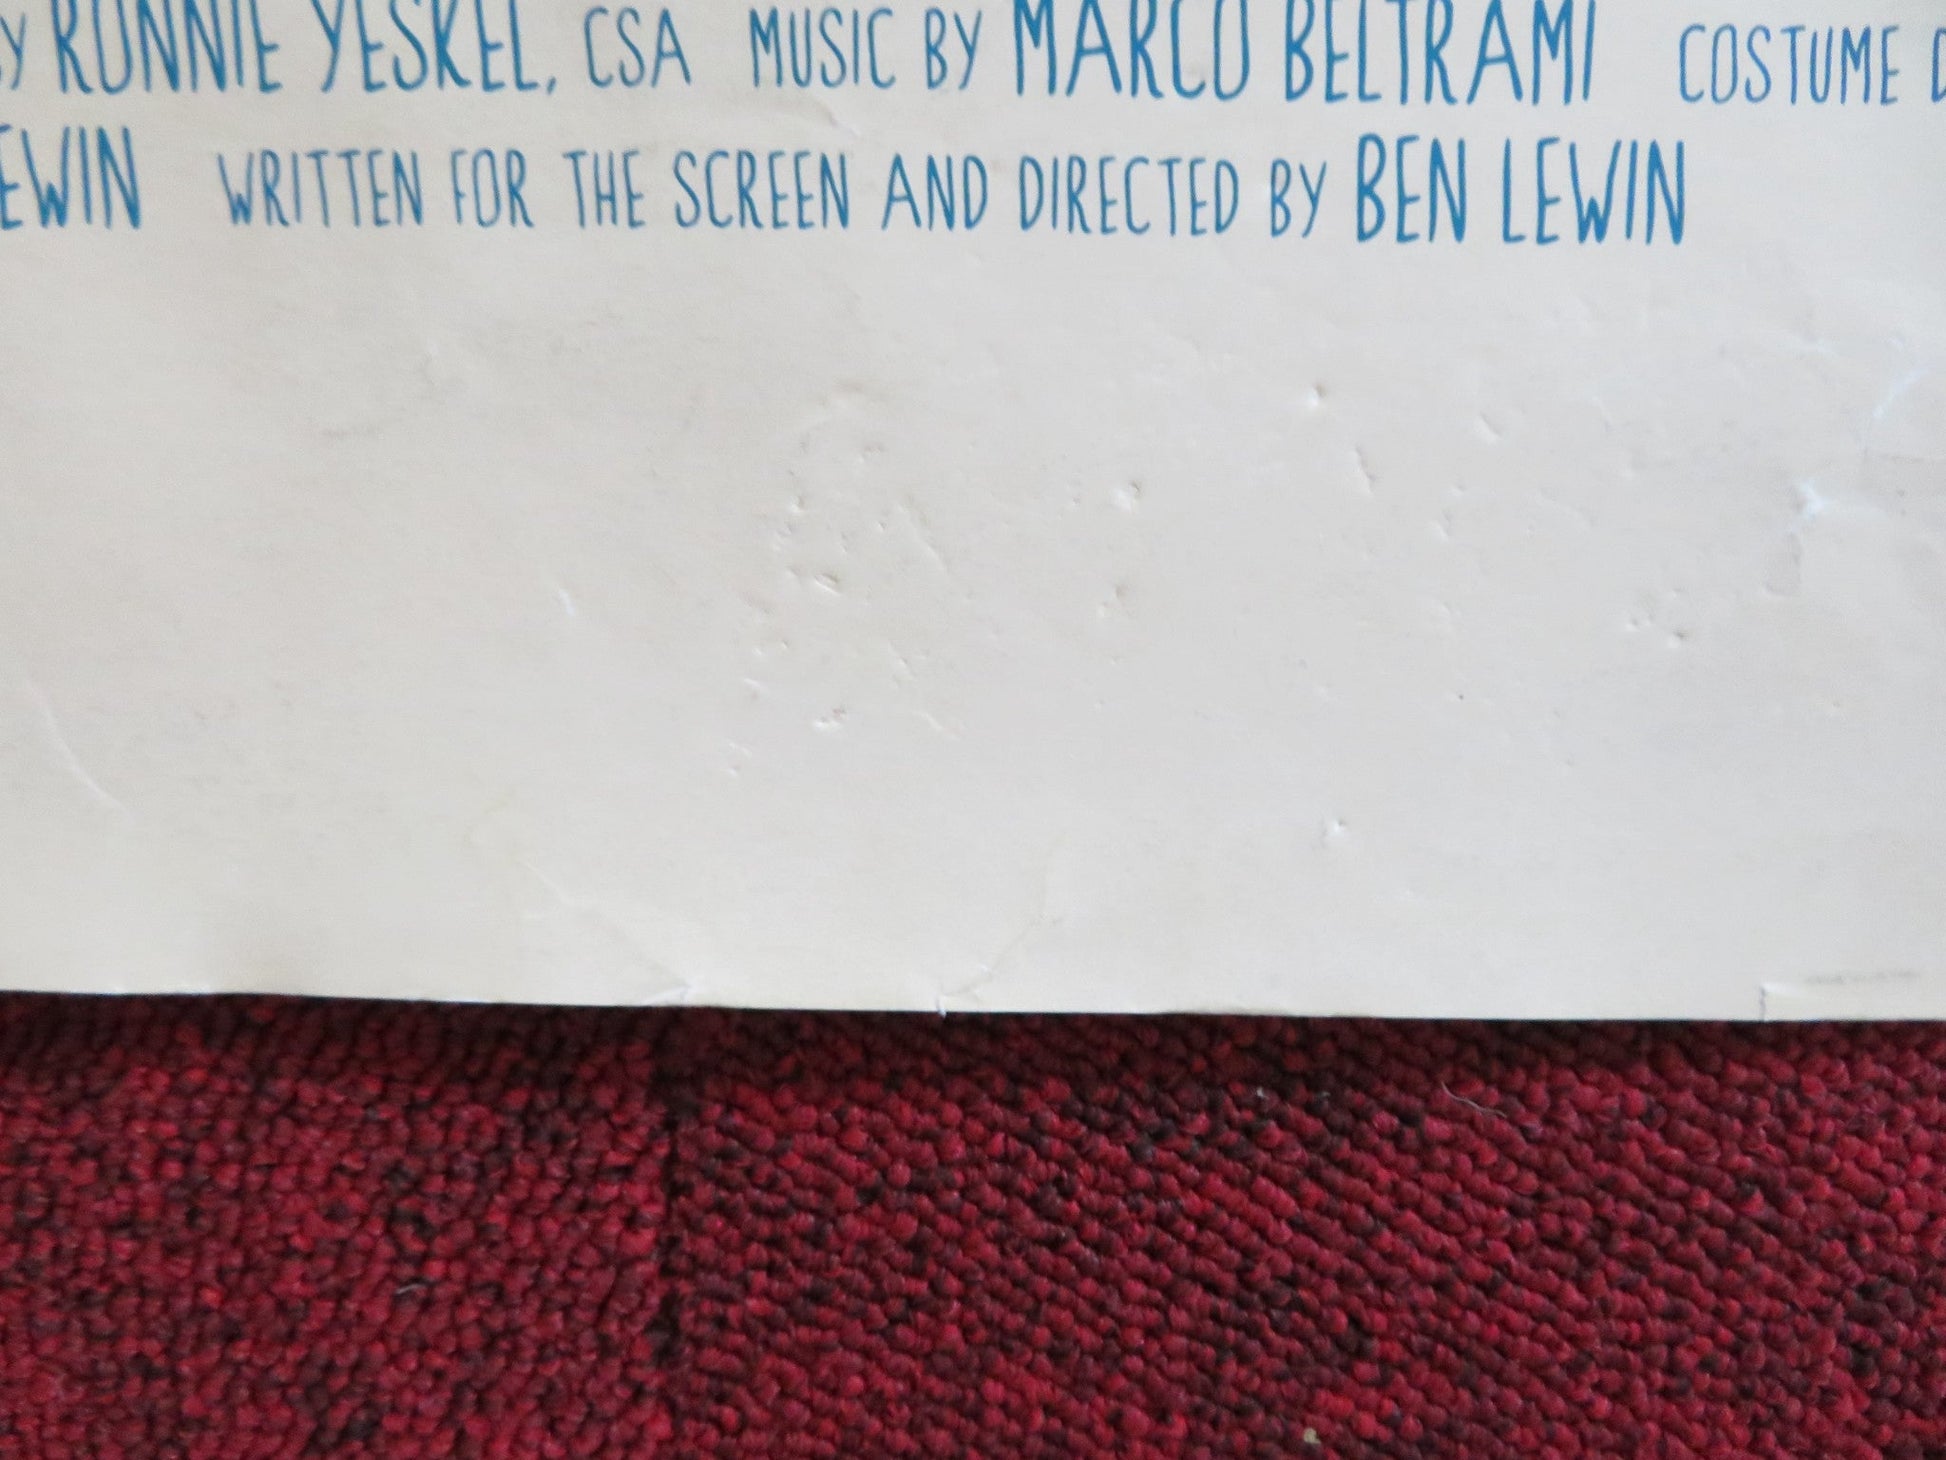 Y RONNIE YESKEL, CSA MUSIC BY MARCO BELTRAMI COSTUME D
EWIN WRITTEN FOR THE SCREEN AND DIRECTED BY BEN LEWIN